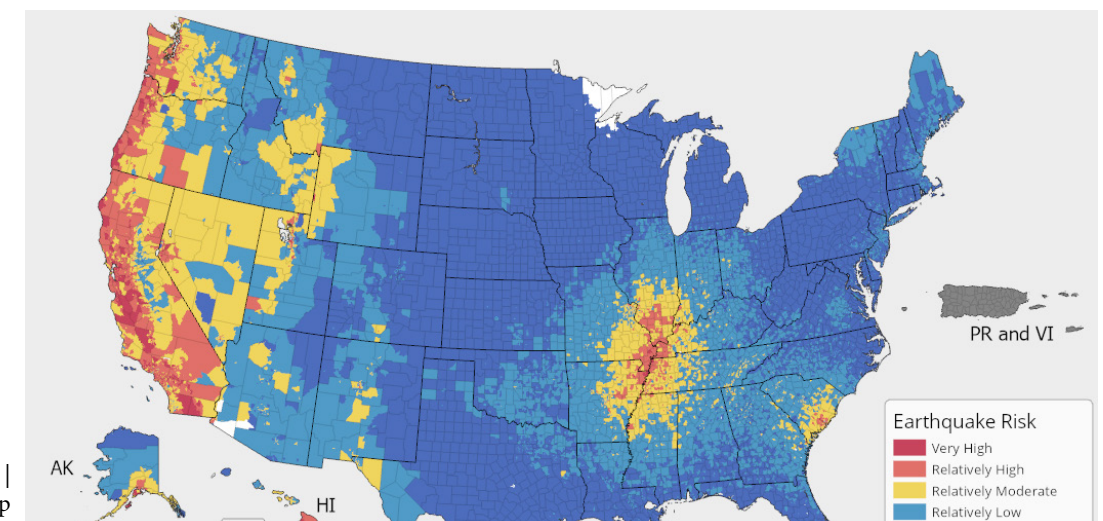 PR and VI
Earthquake Risk
Very High
Relatively High
Relatively Moderate
Relatively Low
AK
HI
|
p